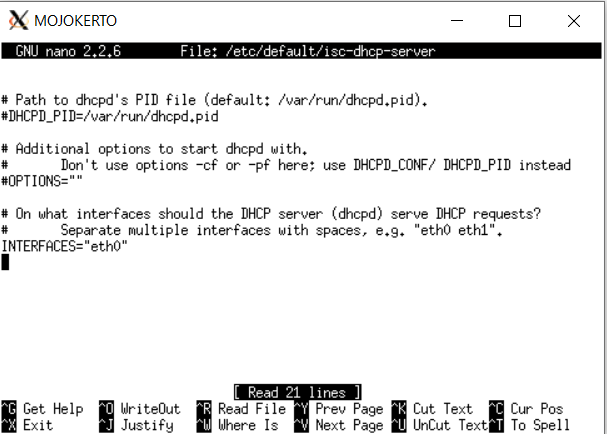 MOJOKERTO
GNU nano 2.2.6 File: /etc/default/isc-dhcp-server
# Path to dhcpd's PID file (default: /var/run/dhcpd.pid).
#DHCPD_PID=/var/run/dhcpd.pid
# Additional options to start dhcpd with.
# Don't use options -cf or -pf here; use DHCPD_CONF/ DHCPD_PID instead
#OPTIONS=""
# On what interfaces should the DHCP server (dhcpd) serve DHCP requests?
# Separate multiple interfaces with spaces, e.g. "eth0 eth1".
INTERFACES="eth0"
[ Read 21 lines ]
^G Get Help ^O WriteOut ^R Read File ^Y Prev Page ^K Cut Text ^C Cur Pos
^X Exit ^J Justify ^W Where Is ^V Next Page ^U UnCut Text ^T To Spell